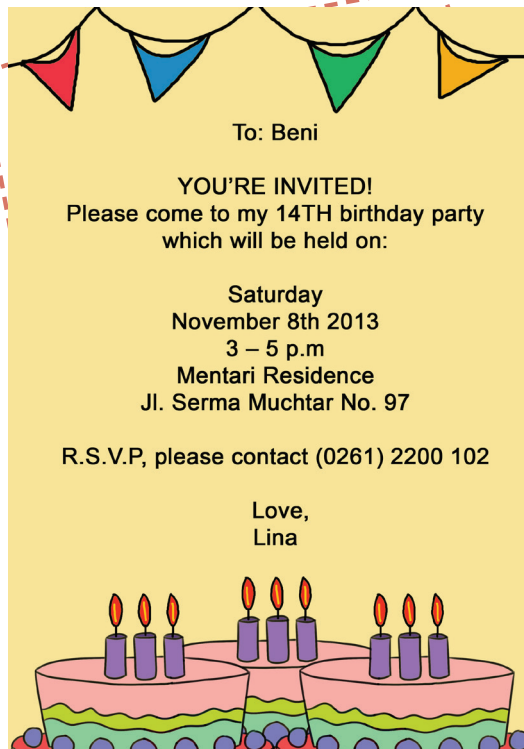 To: Beni
YOU'RE INVITED!
Please come to my 14TH birthday party
which will be held on:
Saturday
November 8th 2013
3 – 5 p.m
Mentari Residence
Jl. Serma Muchtar No. 97
R.S.V.P, please contact (0261) 2200 102
Love,
Lina